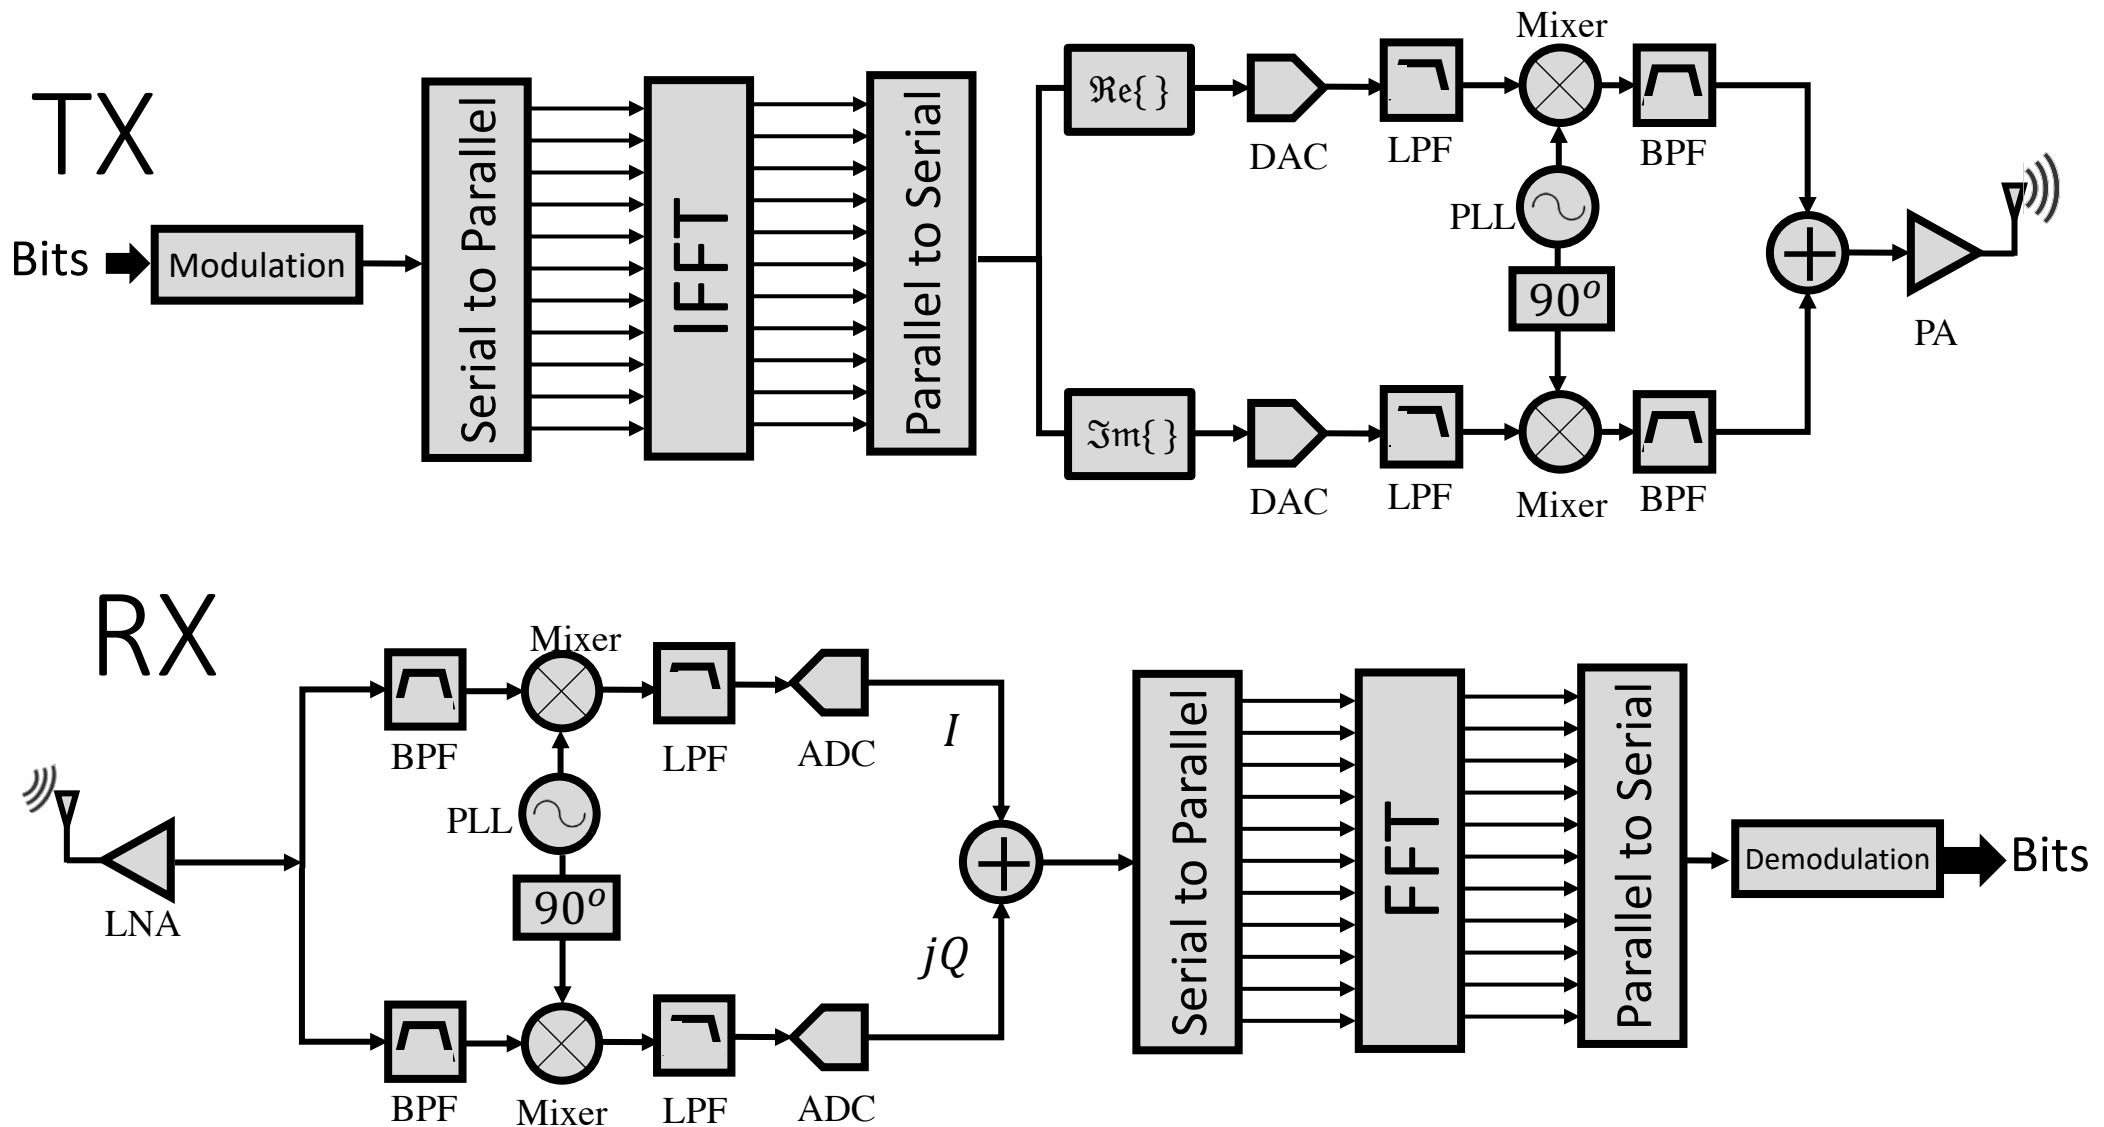 TX
Bits
Modulation
Serial to Parallel
IFFT
Parallel to Serial
ℜe{ }
DAC
LPF
Mixer
BPF
PLL
90°
PA
ℑm{ }
DAC
LPF
Mixer
BPF
RX
LNA
BPF
Mixer
LPF
ADC
I
PLL
90°
jQ
BPF
Mixer
LPF
ADC
Serial to Parallel
FFT
Parallel to Serial
Demodulation
Bits